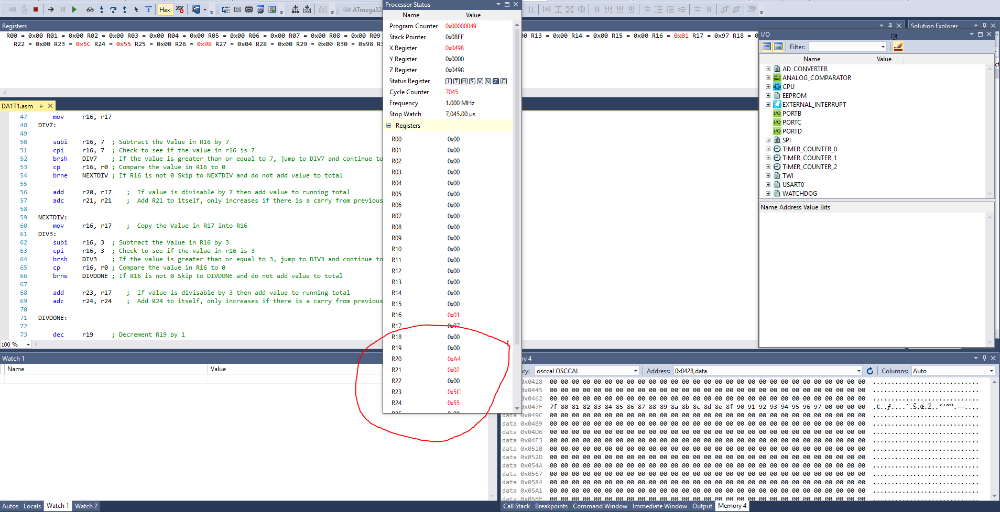 Hex
ATmega32
Processor Status
Name Value
Program Counter 0x00000049
Stack Pointer 0x08FF
X Register 0x0498
Y Register 0x0000
Z Register 0x0498
Status Register I T H S V N Z C
Cycle Counter 7045
Frequency 1.000 MHz
Stop Watch 7,045.00 µs
Registers
R00 0x00
R01 0x00
R02 0x00
R03 0x00
R04 0x00
R05 0x00
R06 0x00
R07 0x00
R08 0x00
R09 0x00
R10 0x00
R11 0x00
R12 0x00
R13 0x00
R14 0x00
R15 0x00
R16 0x01
R17 0x97
R18 0x00
R19 0x00
R20 0xA4
R21 0x02
R22 0x00
R23 0x5C
R24 0x55
Registers
R00 = 0x00 R01 = 0x00 R02 = 0x00 R03 = 0x00 R04 = 0x00 R05 = 0x00 R06 = 0x00 R07 = 0x00 R08 = 0x00 R09
00 R13 = 0x00 R14 = 0x00 R15 = 0x00 R16 = 0x01 R17 = 0x97 R18 = 0
R22 = 0x00 R23 = 0x5C R24 = 0x55 R25 = 0x00 R26 = 0x98 R27 = 0x04 R28 = 0x00 R29 = 0x00 R30 = 0x98 R3
DA1T1.asm
47 mov r16, r17
48 DIV7:
49
50 subi r16, 7 ; Subtract the Value in R16 by 7
51 cpi r16, 7 ; Check to see if the value in r16 is 7
52 brsh DIV7 ; If the value is greater than or equal to 7, jump to DIV7 and continue to
53 cp r16, r0 ; Compare the value in R16 to 0
54 brne NEXTDIV ; If R16 is not 0 Skip to NEXTDIV and do not add value to total
55
56 add r20, r17 ; If value is divisable by 7 then add value to running total
57 adc r21, r21 ; Add R21 to itself, only increases if there is a carry from previous
58
59 NEXTDIV:
60 mov r16, r17 ; Copy the Value in R17 into R16
61 DIV3:
62 subi r16, 3 ; Subtract the Value in R16 by 3
63 cpi r16, 3 ; Check to see if the value in r16 is 3
64 brsh DIV3 ; If the value is greater than or equal to 3, jump to DIV3 and continue to
65 cp r16, r0 ; Compare the value in R16 to 0
66 brne DIVDONE ; If R16 is not 0 Skip to DIVDONE and do not add value to total
67
68 add r23, r17 ; If value is divisable by 3 then add value to running total
69 adc r24, r24 ; Add R24 to itself, only increases if there is a carry from previous
70
71 DIVDONE:
72
73 dec r19 ; Decrement R19 by 1
100 %
Solution Explorer
I/O
Filter:
Name Value
AD_CONVERTER
ANALOG_COMPARATOR
CPU
EEPROM
EXTERNAL_INTERRUPT
I/O PORTB
I/O PORTC
I/O PORTD
SPI
TIMER_COUNTER_0
TIMER_COUNTER_1
TIMER_COUNTER_2
TWI
USART0
WATCHDOG
Name Address Value Bits
Watch 1
Name Value
Autos Locals Watch 1 Watch 2
ry 4
ory: osccal OSCCAL Address: 0x0428,data Columns: Auto
0x0428 00 00 00 00 00 00 00 00 00 00 00 00 00 00 00 00 00 00 00 00 00 00 00 00 00 00 00 00 00 .............................
0x0445 00 00 00 00 00 00 00 00 00 00 00 00 00 00 00 00 00 00 00 00 00 00 00 00 00 00 00 00 00 .............................
0x0462 00 00 00 00 00 00 00 00 00 00 00 00 00 00 00 00 00 00 00 00 00 00 00 00 00 00 00 00 00 .............................
0x047F 7f 80 81 82 83 84 85 86 87 88 89 8a 8b 8c 8d 8e 8f 90 91 92 93 94 95 96 97 00 00 00 00
data 0x049C 00 00 00 00 00 00 00 00 00 00 00 00 00 00 00 00 00 00 00 00 00 00 00 00 00 00 00 00 00 .............................
data 0x04B9 00 00 00 00 00 00 00 00 00 00 00 00 00 00 00 00 00 00 00 00 00 00 00 00 00 00 00 00 00 .............................
data 0x04D6 00 00 00 00 00 00 00 00 00 00 00 00 00 00 00 00 00 00 00 00 00 00 00 00 00 00 00 00 00 .............................
data 0x04F3 00 00 00 00 00 00 00 00 00 00 00 00 00 00 00 00 00 00 00 00 00 00 00 00 00 00 00 00 00 .............................
data 0x0510 00 00 00 00 00 00 00 00 00 00 00 00 00 00 00 00 00 00 00 00 00 00 00 00 00 00 00 00 00 .............................
data 0x052D 00 00 00 00 00 00 00 00 00 00 00 00 00 00 00 00 00 00 00 00 00 00 00 00 00 00 00 00 00 .............................
data 0x054A 00 00 00 00 00 00 00 00 00 00 00 00 00 00 00 00 00 00 00 00 00 00 00 00 00 00 00 00 00 .............................
data 0x0567 00 00 00 00 00 00 00 00 00 00 00 00 00 00 00 00 00 00 00 00 00 00 00 00 00 00 00 00 00 .............................
data 0x0584 00 00 00 00 00 00 00 00 00 00 00 00 00 00 00 00 00 00 00 00 00 00 00 00 00 00 00 00 00 .............................
data 0x05A1 00 00 00 00 00 00 00 00 00 00 00 00 00 00 00 00 00 00 00 00 00 00 00 00 00 00 00 00 00 .............................
Call Stack Breakpoints Command Window Immediate Window Output Memory 4